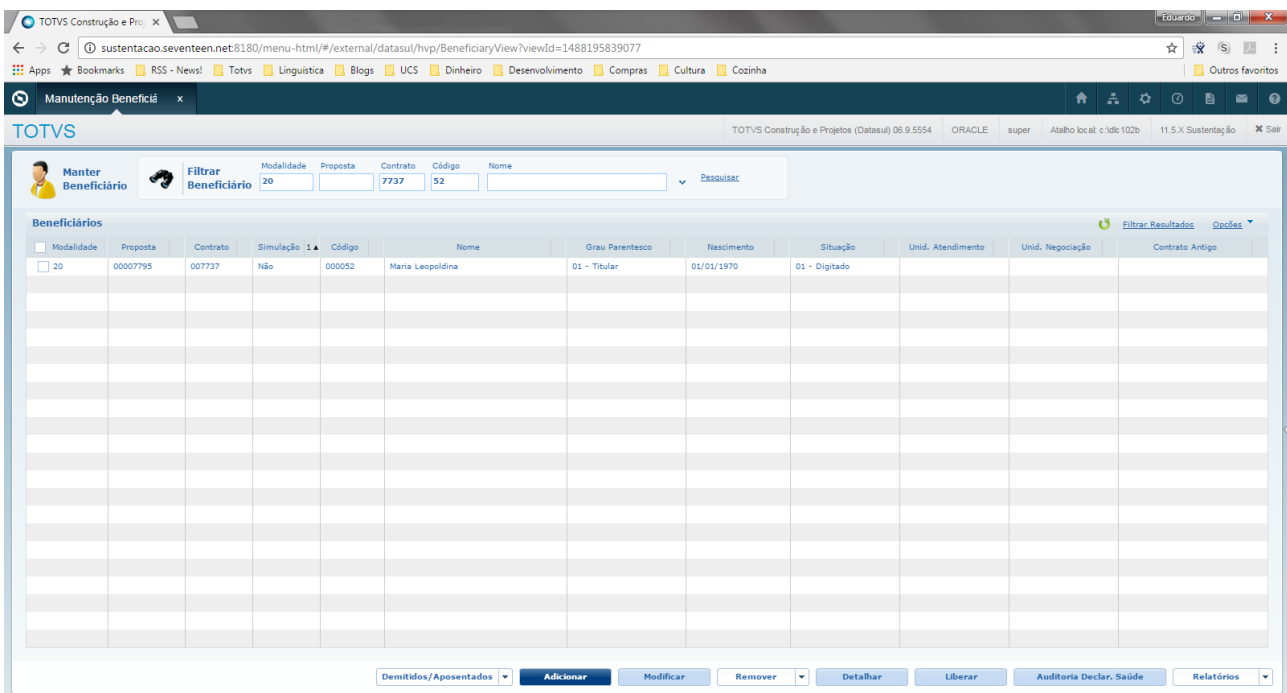 TOTVS Construção e Pro
Eduardo
sustentacao.seventeen.net:8180/menu-html/#/external/datasul/hvp/BeneficiaryView?viewId=1488195839077
Apps Bookmarks RSS - News! Totvs Linguística Blogs UCS Dinheiro Desenvolvimento Compras Cultura Cozinha Outros favoritos
Manutenção Beneficiá x
TOTVS TOTVS Construção e Projetos (Datasul) 06.9.5554 ORACLE super Atalho local: c:\dlc102b 11.5.X Sustentação Sair
Manter Beneficiário
Filtrar Beneficiário
Modalidade Proposta Contrato Código Nome
20 7737 52 Pesquisar
Beneficiários Filtrar Resultados Opções
Modalidade Proposta Contrato Simulação 1 Código Nome Grau Parentesco Nascimento Situação Unid. Atendimento Unid. Negociação Contrato Antigo
20 00007795 007737 Não 000052 Maria Leopoldina 01 - Titular 01/01/1970 01 - Digitado
Demitidos/Aposentados Adicionar Modificar Remover Detalhar Liberar Auditoria Declar. Saúde Relatórios